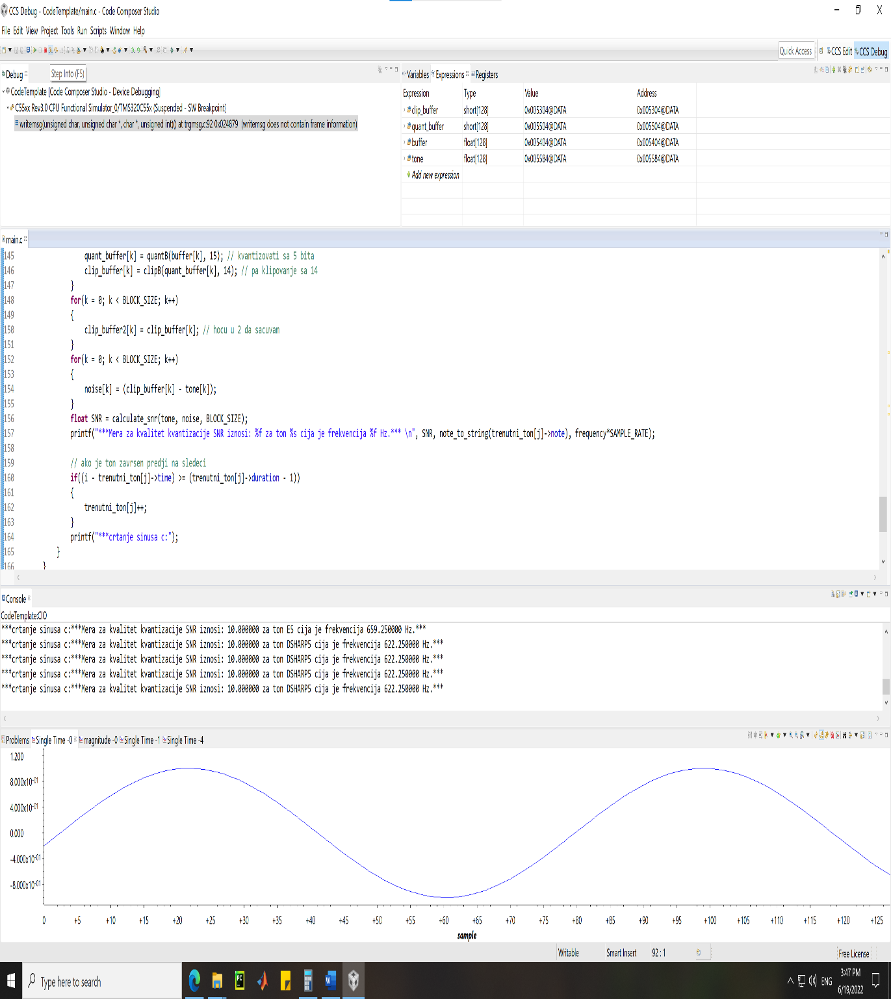 CCS Debug - CodeTemplate/main.c - Code Composer Studio
File Edit View Project Tools Run Scripts Window Help
Quick Access CCS Edit CCS Debug
Debug Step Into (F5)
CodeTemplate [Code Composer Studio - Device Debugging]
C55xx Rev3.0 CPU Functional Simulator_0/TMS320C55x (Suspended - SW Breakpoint)
writemsg(unsigned char, unsigned char *, char *, unsigned int)() at trgmsg.c:92 0x024879 (writemsg does not contain frame information)
Variables Expressions Registers
Expression Type Value Address
clip_buffer short[128] 0x005304@DATA 0x005304@DATA
quant_buffer short[128] 0x005504@DATA 0x005504@DATA
buffer float[128] 0x005404@DATA 0x005404@DATA
tone float[128] 0x005584@DATA 0x005584@DATA
Add new expression
main.c
145 quant_buffer[k] = quantB(buffer[k], 15); // kvantizovati sa 5 bita
146 clip_buffer[k] = clipB(quant_buffer[k], 14); // pa klipovanje sa 14
147 }
148 for(k = 0; k < BLOCK_SIZE; k++)
149 {
150 clip_buffer2[k] = clip_buffer[k]; // hocu u 2 da sacuvam
151 }
152 for(k = 0; k < BLOCK_SIZE; k++)
153 {
154 noise[k] = (clip_buffer[k] - tone[k]);
155 }
156 float SNR = calculate_snr(tone, noise, BLOCK_SIZE);
157 printf("***Mera za kvalitet kvantizacije SNR iznosi: %f za ton %s cija je frekvencija %f Hz.*** \n", SNR, note_to_string(trenutni_ton[j]->note), frequency*SAMPLE_RATE);
158
159 // ako je ton zavrsen predji na sledeci
160 if((i - trenutni_ton[j]->time) >= (trenutni_ton[j]->duration - 1))
161 {
162 trenutni_ton[j]++;
163 }
164 printf("***crtanje sinusa c:");
165 }
166 }
Console
CodeTemplate:CIO
***crtanje sinusa c:***Mera za kvalitet kvantizacije SNR iznosi: 10.000000 za ton E5 cija je frekvencija 659.250000 Hz.***
***crtanje sinusa c:***Mera za kvalitet kvantizacije SNR iznosi: 10.000000 za ton DSHARP5 cija je frekvencija 622.250000 Hz.***
***crtanje sinusa c:***Mera za kvalitet kvantizacije SNR iznosi: 10.000000 za ton DSHARP5 cija je frekvencija 622.250000 Hz.***
***crtanje sinusa c:***Mera za kvalitet kvantizacije SNR iznosi: 10.000000 za ton DSHARP5 cija je frekvencija 622.250000 Hz.***
***crtanje sinusa c:***Mera za kvalitet kvantizacije SNR iznosi: 10.000000 za ton DSHARP5 cija je frekvencija 622.250000 Hz.***
Problems Single Time -0 magnitude -0 Single Time -1 Single Time -4
1.200
8.000x10-01
4.000x10-01
0.000
-4.000x10-01
-8.000x10-01
0 +5 +10 +15 +20 +25 +30 +35 +40 +45 +50 +55 +60 +65 +70 +75 +80 +85 +90 +95 +100 +105 +110 +115 +120 +125
sample
Writable Smart Insert 92 : 1 Free License
Type here to search
PC W ENG 3:47 PM
6/19/2022